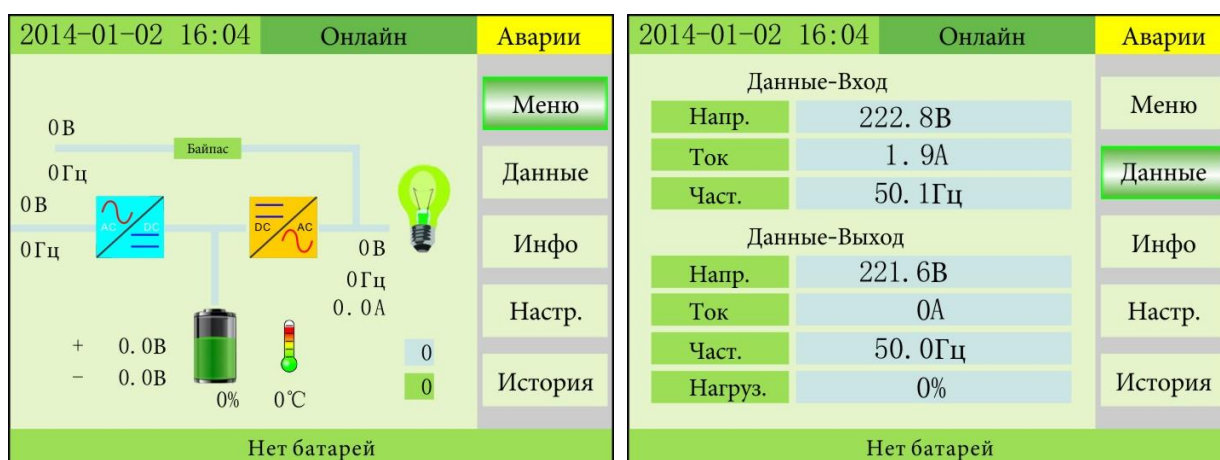 2014-01-02 16:04 Онлайн Аварии
Меню
0В
Байпас
0Гц
Данные
0В
AC DC
DC AC
0Гц
0В
Инфо
0Гц
0.0А
Настр.
+ 0.0В
0
- 0.0В
0
История
0% 0℃
Нет батарей
2014-01-02 16:04 Онлайн Аварии
Данные-Вход
Меню
Напр. 222.8В
Ток 1.9А
Данные
Част. 50.1Гц
Данные-Выход
Инфо
Напр. 221.6В
Ток 0А
Настр.
Част. 50.0Гц
Нагруз. 0%
История
Нет батарей